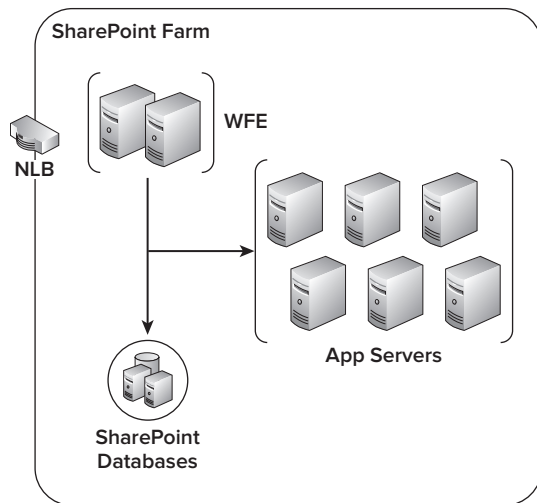 SharePoint Farm
WFE
NLB
App Servers
SharePoint
Databases